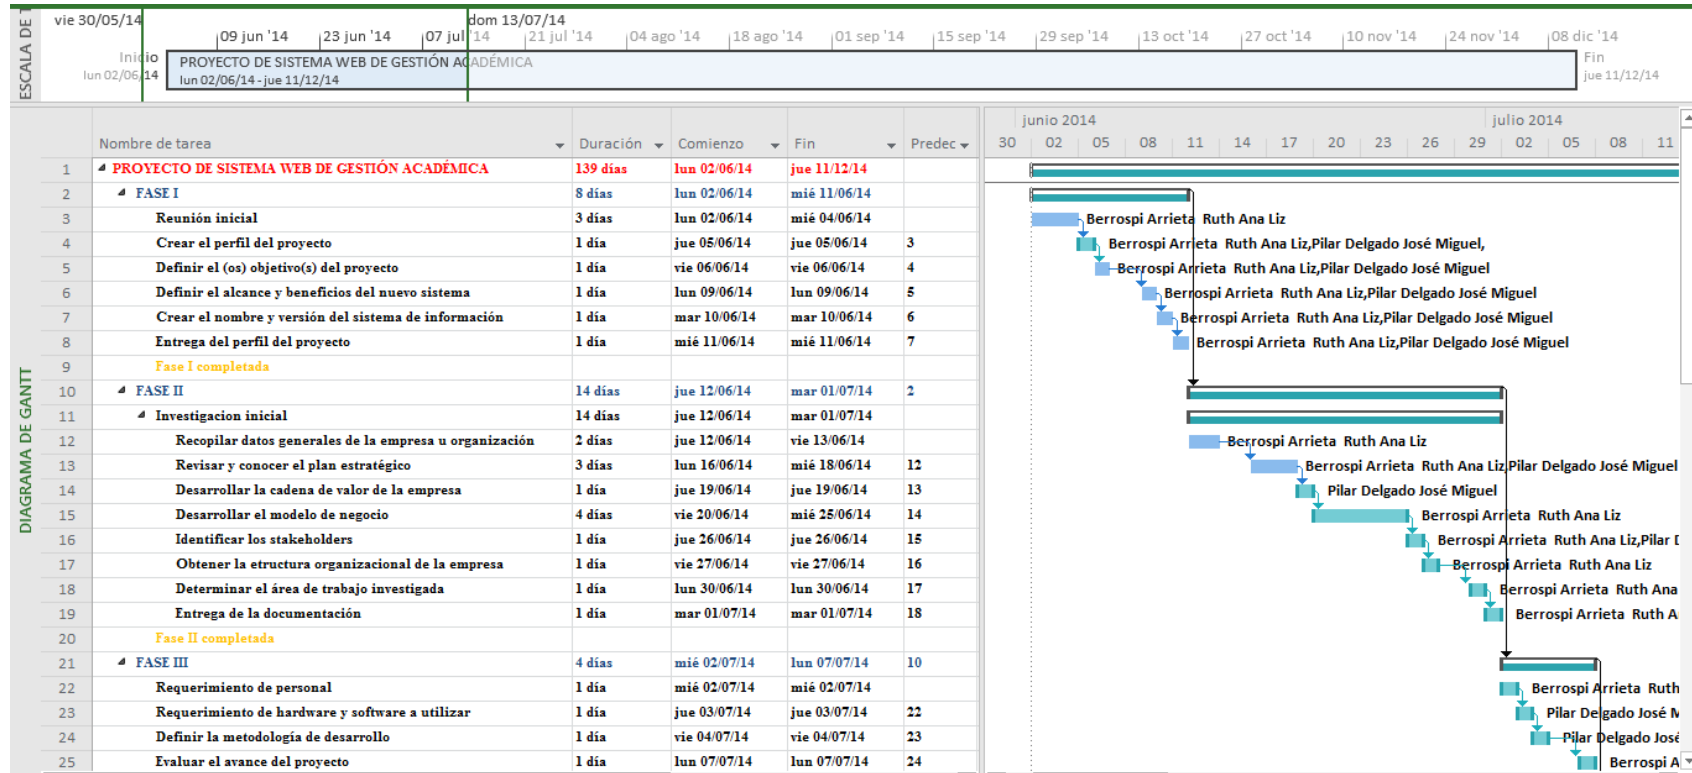 ESCALA DE T
vie 30/05/14
dom 13/07/14
09 jun '14 23 jun '14 07 jul '14 21 jul '14 04 ago '14 18 ago '14 01 sep '14 15 sep '14 29 sep '14 13 oct '14 27 oct '14 10 nov '14 24 nov '14 08 dic '14
Inicio
lun 02/06/14
PROYECTO DE SISTEMA WEB DE GESTIÓN ACADÉMICA
lun 02/06/14 - jue 11/12/14
Fin
jue 11/12/14
DIAGRAMA DE GANTT
junio 2014 julio 2014
Nombre de tarea Duración Comienzo Fin Predec 30 02 05 08 11 14 17 20 23 26 29 02 05 08 11
1 PROYECTO DE SISTEMA WEB DE GESTIÓN ACADÉMICA 139 días lun 02/06/14 jue 11/12/14
2 FASE I 8 días lun 02/06/14 mié 11/06/14
3 Reunión inicial 3 días lun 02/06/14 mié 04/06/14 Berrospi Arrieta Ruth Ana Liz
4 Crear el perfil del proyecto 1 día jue 05/06/14 jue 05/06/14 3 Berrospi Arrieta Ruth Ana Liz,Pilar Delgado José Miguel,
5 Definir el (os) objetivo(s) del proyecto 1 día vie 06/06/14 vie 06/06/14 4 Berrospi Arrieta Ruth Ana Liz,Pilar Delgado José Miguel
6 Definir el alcance y beneficios del nuevo sistema 1 día lun 09/06/14 lun 09/06/14 5 Berrospi Arrieta Ruth Ana Liz,Pilar Delgado José Miguel
7 Crear el nombre y versión del sistema de información 1 día mar 10/06/14 mar 10/06/14 6 Berrospi Arrieta Ruth Ana Liz,Pilar Delgado José Miguel
8 Entrega del perfil del proyecto 1 día mié 11/06/14 mié 11/06/14 7 Berrospi Arrieta Ruth Ana Liz,Pilar Delgado José Miguel
9 Fase I completada
10 FASE II 14 días jue 12/06/14 mar 01/07/14 2
11 Investigacion inicial 14 días jue 12/06/14 mar 01/07/14
12 Recopilar datos generales de la empresa u organización 2 días jue 12/06/14 vie 13/06/14 Berrospi Arrieta Ruth Ana Liz
13 Revisar y conocer el plan estratégico 3 días lun 16/06/14 mié 18/06/14 12 Berrospi Arrieta Ruth Ana Liz,Pilar Delgado José Miguel
14 Desarrollar la cadena de valor de la empresa 1 día jue 19/06/14 jue 19/06/14 13 Pilar Delgado José Miguel
15 Desarrollar el modelo de negocio 4 días vie 20/06/14 mié 25/06/14 14 Berrospi Arrieta Ruth Ana Liz
16 Identificar los stakeholders 1 día jue 26/06/14 jue 26/06/14 15 Berrospi Arrieta Ruth Ana Liz,Pilar D
17 Obtener la etructura organizacional de la empresa 1 día vie 27/06/14 vie 27/06/14 16 Berrospi Arrieta Ruth Ana Liz
18 Determinar el área de trabajo investigada 1 día lun 30/06/14 lun 30/06/14 17 Berrospi Arrieta Ruth Ana
19 Entrega de la documentación 1 día mar 01/07/14 mar 01/07/14 18 Berrospi Arrieta Ruth A
20 Fase II completada
21 FASE III 4 días mié 02/07/14 lun 07/07/14 10
22 Requerimiento de personal 1 día mié 02/07/14 mié 02/07/14 Berrospi Arrieta Ruth
23 Requerimiento de hardware y software a utilizar 1 día jue 03/07/14 jue 03/07/14 22 Pilar Delgado José M
24 Definir la metodología de desarrollo 1 día vie 04/07/14 vie 04/07/14 23 Pilar Delgado José
25 Evaluar el avance del proyecto 1 día lun 07/07/14 lun 07/07/14 24 Berrospi A